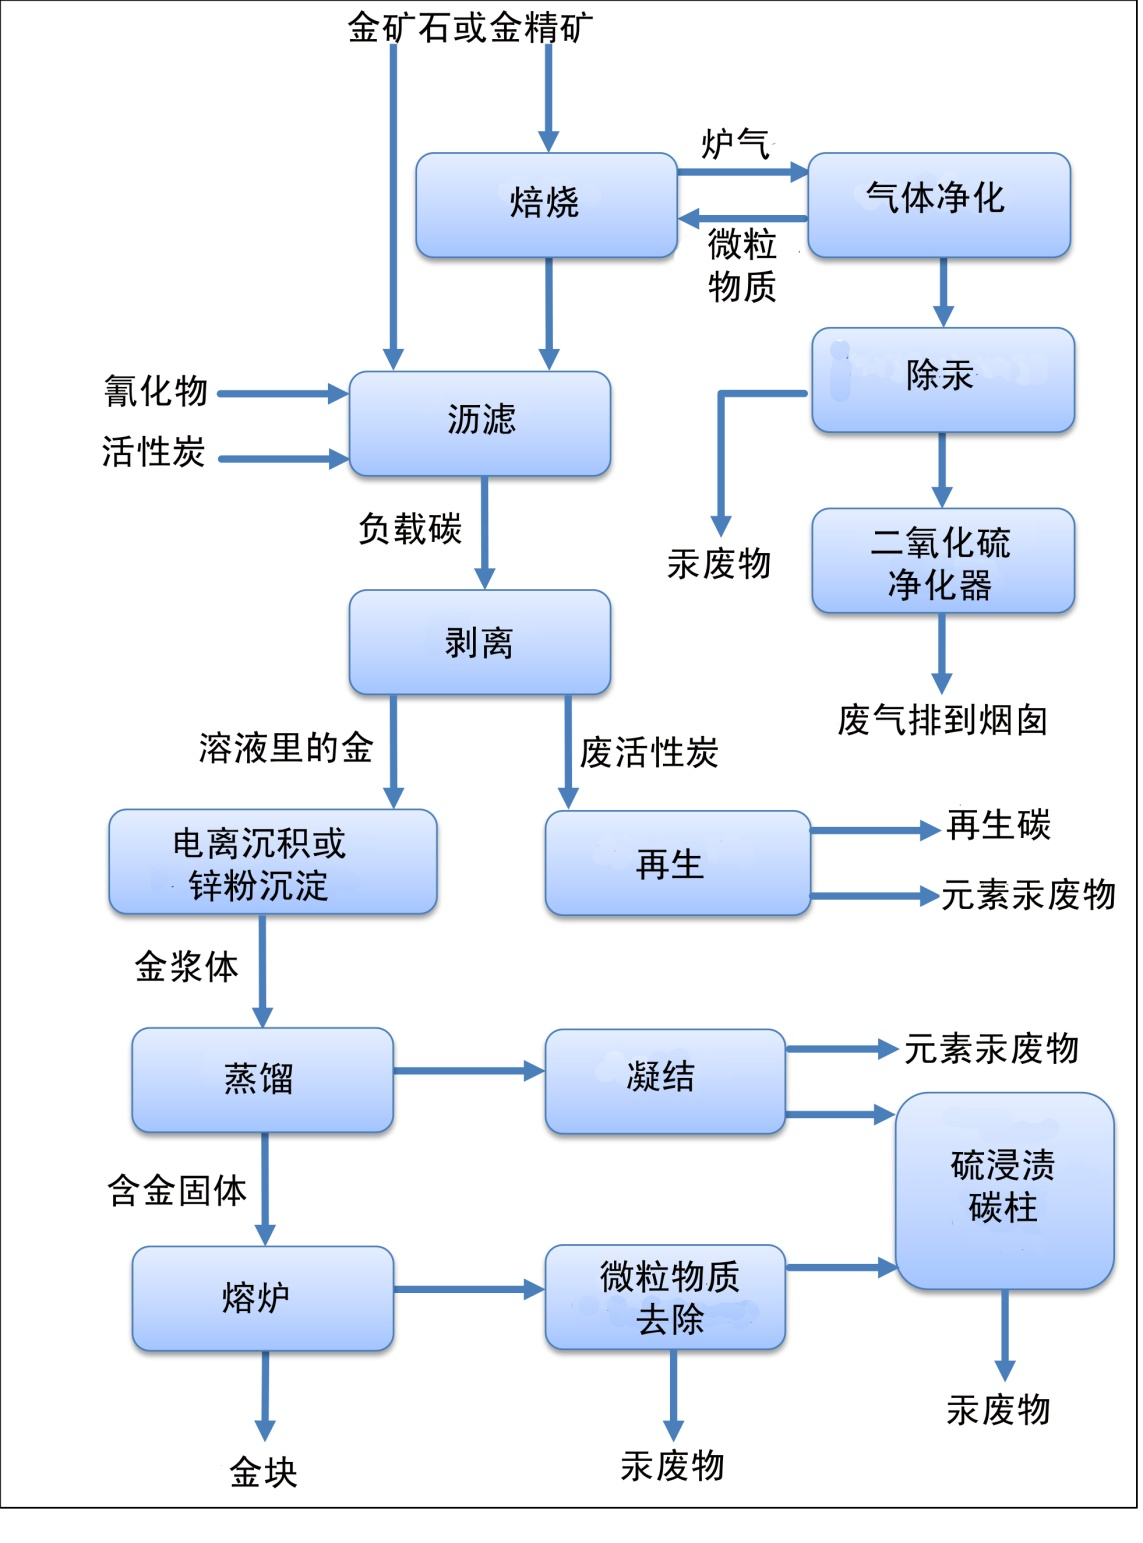 金矿石或金精矿
炉气
焙烧
气体净化
微粒
物质
除汞
氰化物
沥滤
活性炭
负载碳
二氧化硫
净化器
汞废物
剥离
废气排到烟囱
溶液里的金
废活性炭
电离沉积或
锌粉沉淀
再生
再生碳
元素汞废物
金浆体
蒸馏
凝结
元素汞废物
硫浸渍
碳柱
含金固体
熔炉
微粒物质
去除
汞废物
金块
汞废物